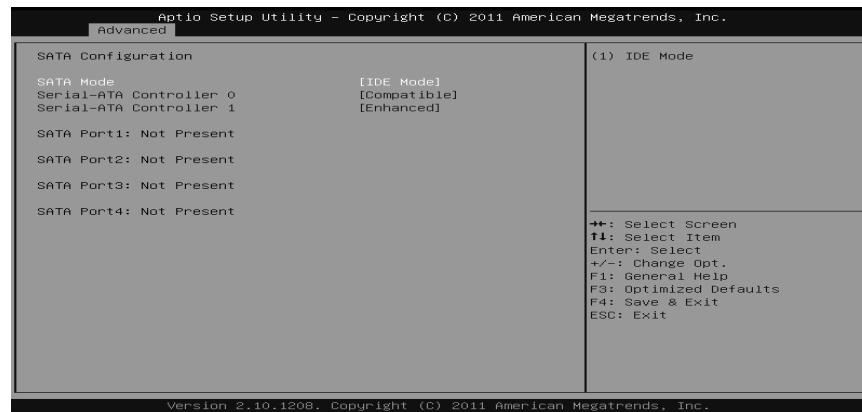 Aptio Setup Utility – Copyright (C) 2011 American Megatrends, Inc.
Advanced
SATA Configuration
SATA Mode [IDE Mode]
Serial-ATA Controller 0 [Compatible]
Serial-ATA Controller 1 [Enhanced]
SATA Port1: Not Present
SATA Port2: Not Present
SATA Port3: Not Present
SATA Port4: Not Present
(1) IDE Mode
→←: Select Screen
↑↓: Select Item
Enter: Select
+/-: Change Opt.
F1: General Help
F3: Optimized Defaults
F4: Save & Exit
ESC: Exit
Version 2.10.1208. Copyright (C) 2011 American Megatrends, Inc.